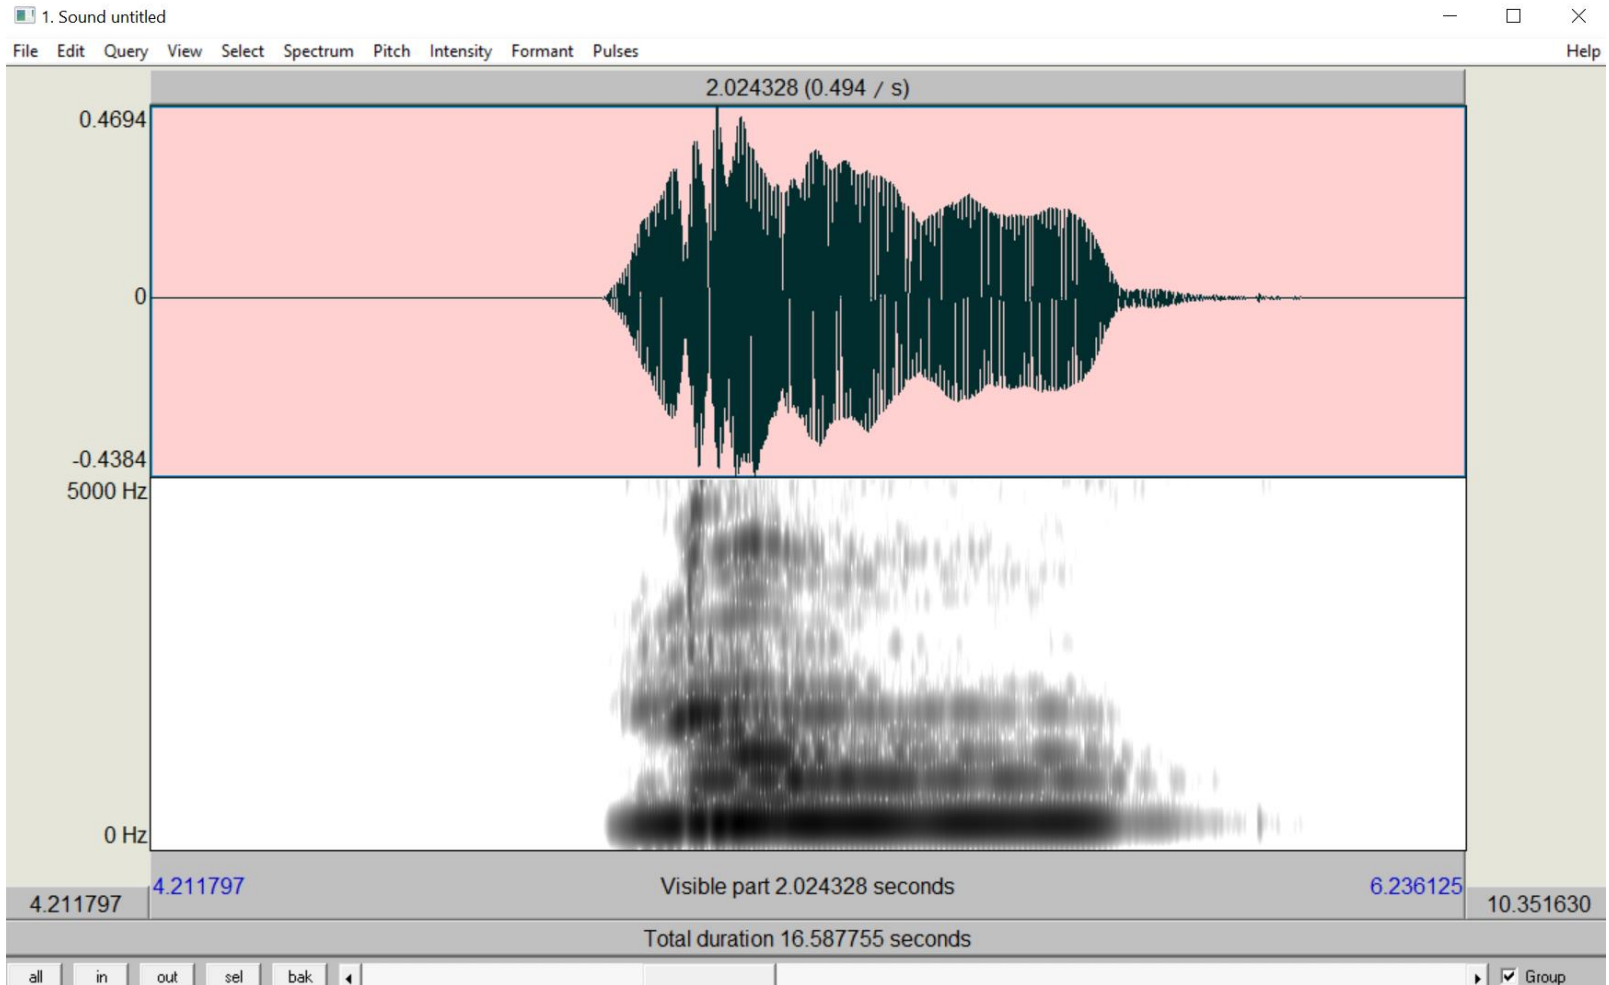 1. Sound untitled
File Edit Query View Select Spectrum Pitch Intensity Formant Pulses Help
2.024328 (0.494 / s)
0.4694
0
-0.4384
5000 Hz
0 Hz
4.211797 Visible part 2.024328 seconds 6.236125
4.211797 10.351630
Total duration 16.587755 seconds
all in out sel bak Group